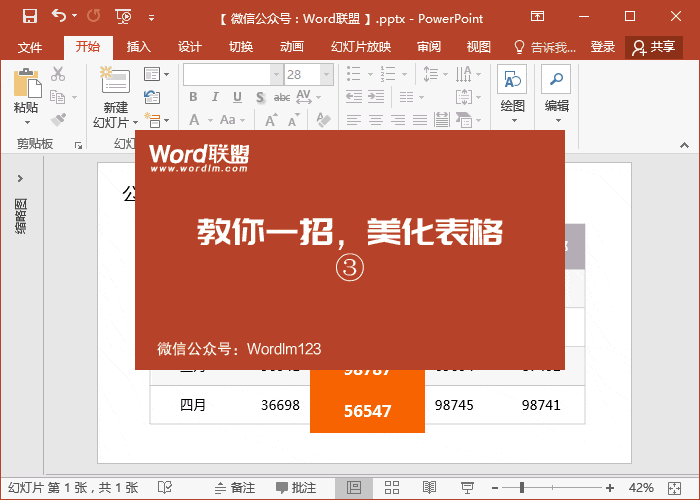 [ 微信公众号：Word联盟 ].pptx - PowerPoint
文件 开始 插入 设计 切换 动画 幻灯片放映 审阅 视图 告诉我... 登录 共享
28
粘贴 新建 幻灯片 绘图 编辑
B I U S abc AV
A Aa A A
剪贴板 幻灯
缩略图
公
Word联盟
www.wordlm.com
教你一招，美化表格
③
微信公众号：Wordlm123
98787
四月 36698 56547 98745 98741
幻灯片 第 1 张，共 1 张 备注 批注 42%